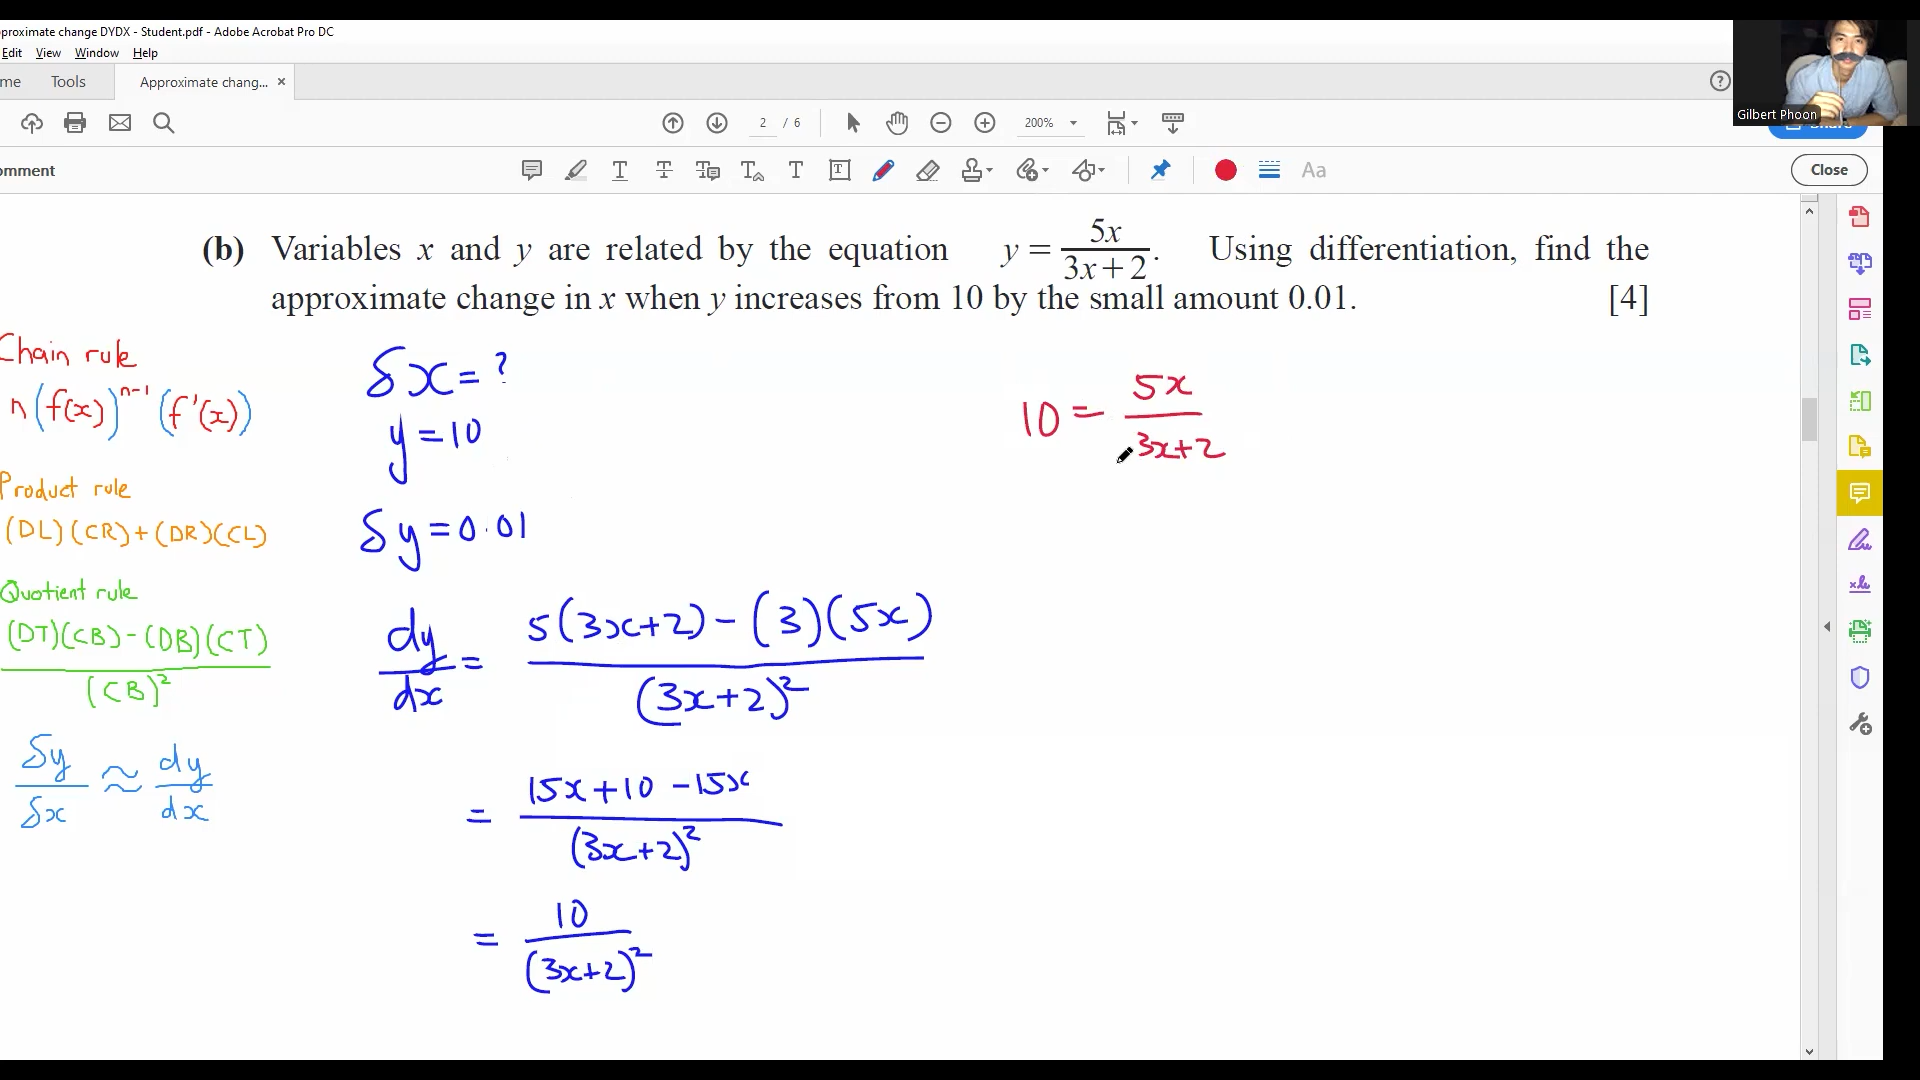 proximate change DYDX - Student.pdf - Adobe Acrobat Pro DC
Edit View Window Help
me Tools Approximate chang... ×
2 / 6 200%
Gilbert Phoon
omment
T T T T Aa Close
(b) Variables x and y are related by the equation y = 5x/(3x+2). Using differentiation, find the
approximate change in x when y increases from 10 by the small amount 0.01. [4]
Chain rule
n(f(x))^(n-1) (f'(x))
Product rule
(DL)(CR)+(DR)(CL)
Quotient rule
(DT)(CB)-(DB)(CT)
(CB)²
δy/δx ≈ dy/dx
δx = ?
y = 10
δy = 0.01
dy/dx = 5(3x+2) - (3)(5x)
(3x+2)²
= 15x+10 -15x
(3x+2)²
= 10
(3x+2)²
10 = 5x
3x+2